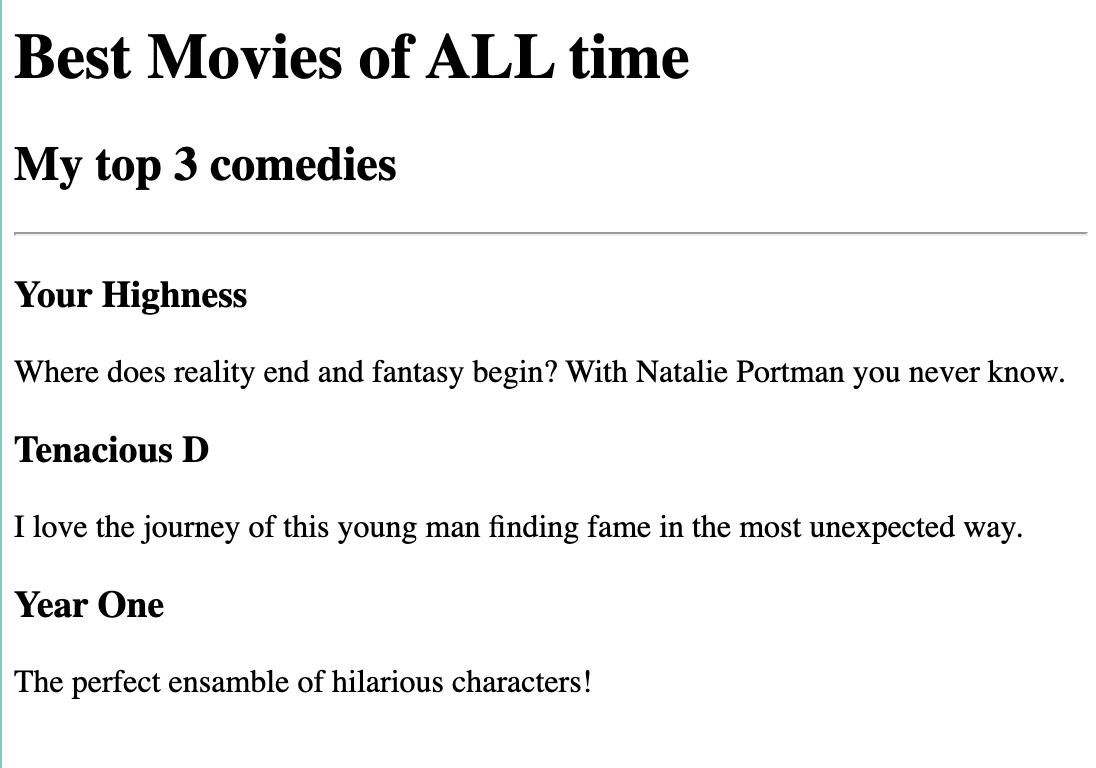 Best Movies of ALL time
My top 3 comedies
Your Highness
Where does reality end and fantasy begin? With Natalie Portman you never know.
Tenacious D
I love the journey of this young man finding fame in the most unexpected way.
Year One
The perfect ensamble of hilarious characters!